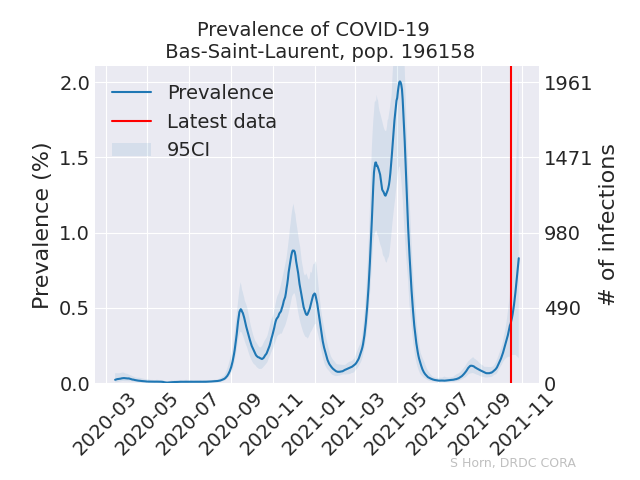 Prevalence of COVID-19
Bas-Saint-Laurent, pop. 196158
Prevalence (%)
2.0
1.5
1.0
0.5
0.0
Prevalence
Latest data
95CI
1961
1471
980
490
0
# of infections
2020-03
2020-05
2020-07
2020-09
2020-11
2021-01
2021-03
2021-05
2021-07
2021-09
2021-11
S Horn, DRDC CORA